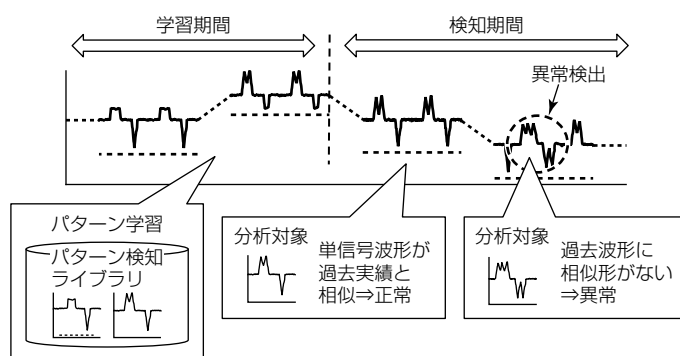 学習期間
検知期間
異常検出
パターン学習
パターン検知
ライブラリ
分析対象
単信号波形が
過去実績と
相似⇒正常
分析対象
過去波形に
相似形がない
⇒異常